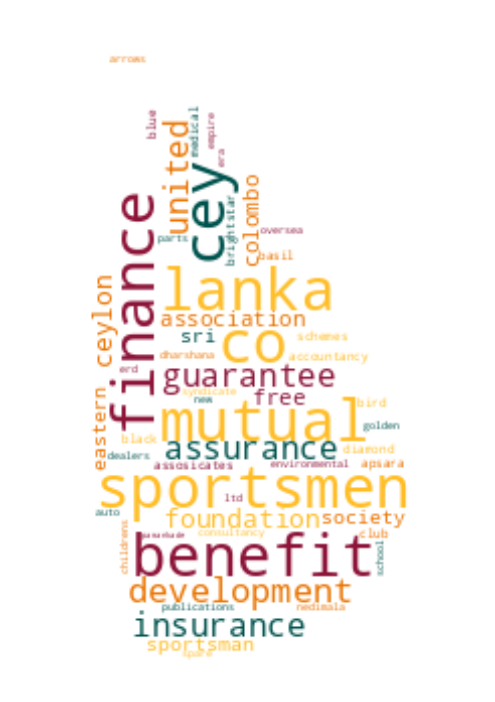 arrows
blue
medical
empire
united
era
cey
finance
brightstar
colombo
oversea
parts
basil
lanka
ceylon
association
sri
co
schemes
dharshana
accountancy
erd
guarantee
syndicate
free
new
eastern
mutual
bird
golden
black
assurance
diamond
dealers
assosicates
environmental
apsara
sportsmen
ltd
auto
foundation
society
childrens
consultancy
club
benefit
school
development
publications
nedimala
insurance
sportsman
spare